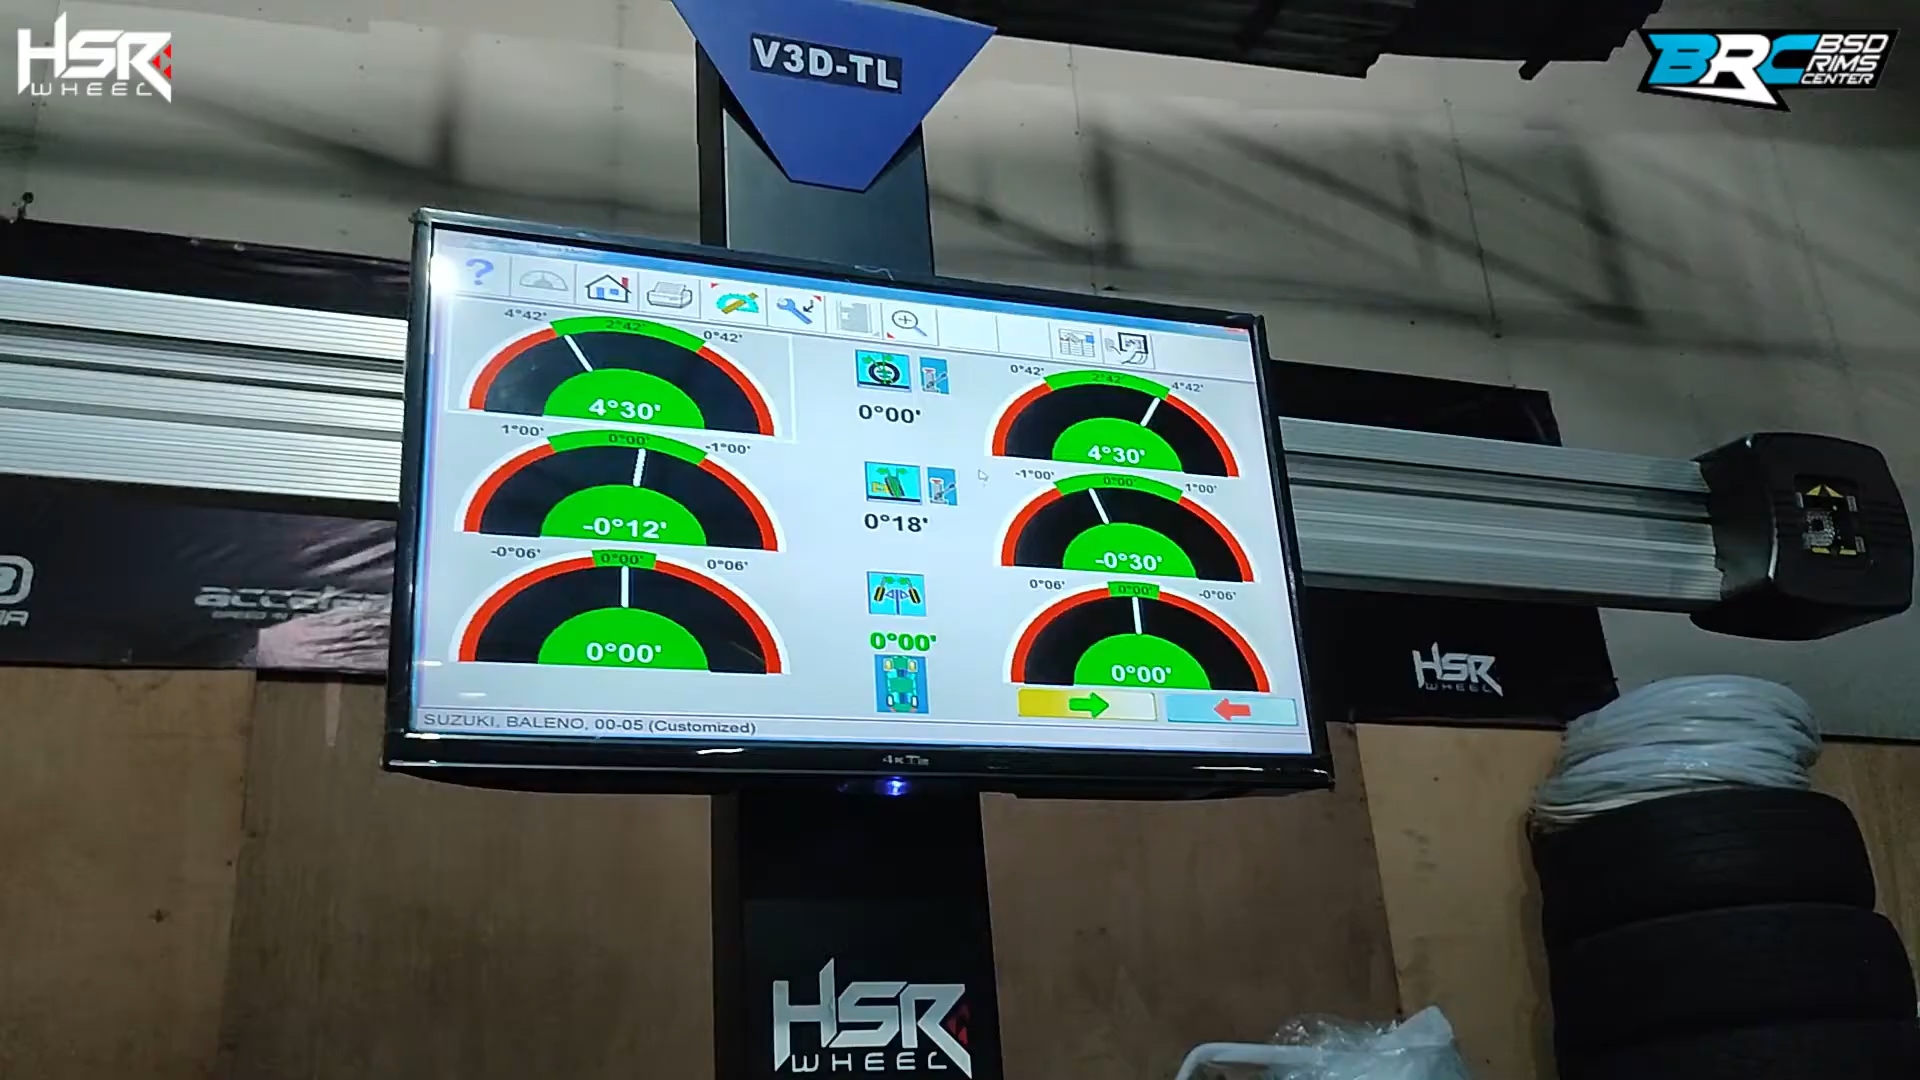 HSR
WHEEL
BRC BSD
RIMS
CENTER
V3D-TL
?
4°42' 2°42' 0°42'
4°30'
0°00'
0°42' 2°42' 4°42'
4°30'
1°00' 0°00' -1°00'
-0°12'
0°18'
-1°00' 0°00' 1°00'
-0°30'
-0°06' 0°00' 0°06'
0°00'
0°00'
0°06' 0°00' -0°06'
0°00'
SUZUKI, BALENO, 00-05 (Customized)
HSR
WHEEL
HSR
WHEEL